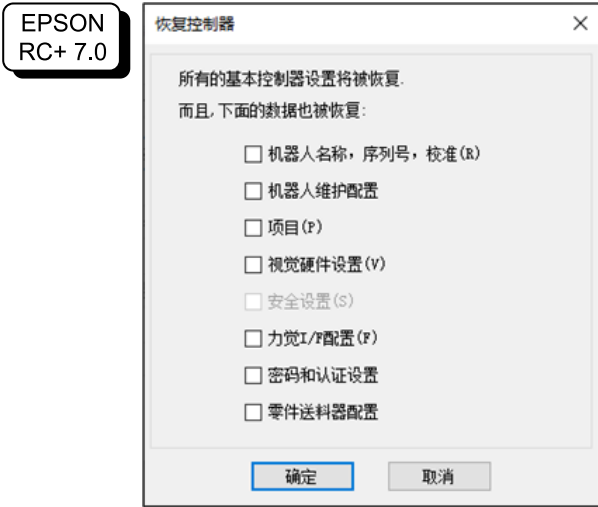 EPSON
RC+ 7.0
恢复控制器
所有的基本控制器设置将被恢复.
而且,下面的数据也被恢复:
机器人名称，序列号，校准(R)
机器人维护配置
项目(P)
视觉硬件设置(V)
安全设置(S)
力觉I/F配置(F)
密码和认证设置
零件送料器配置
确定
取消